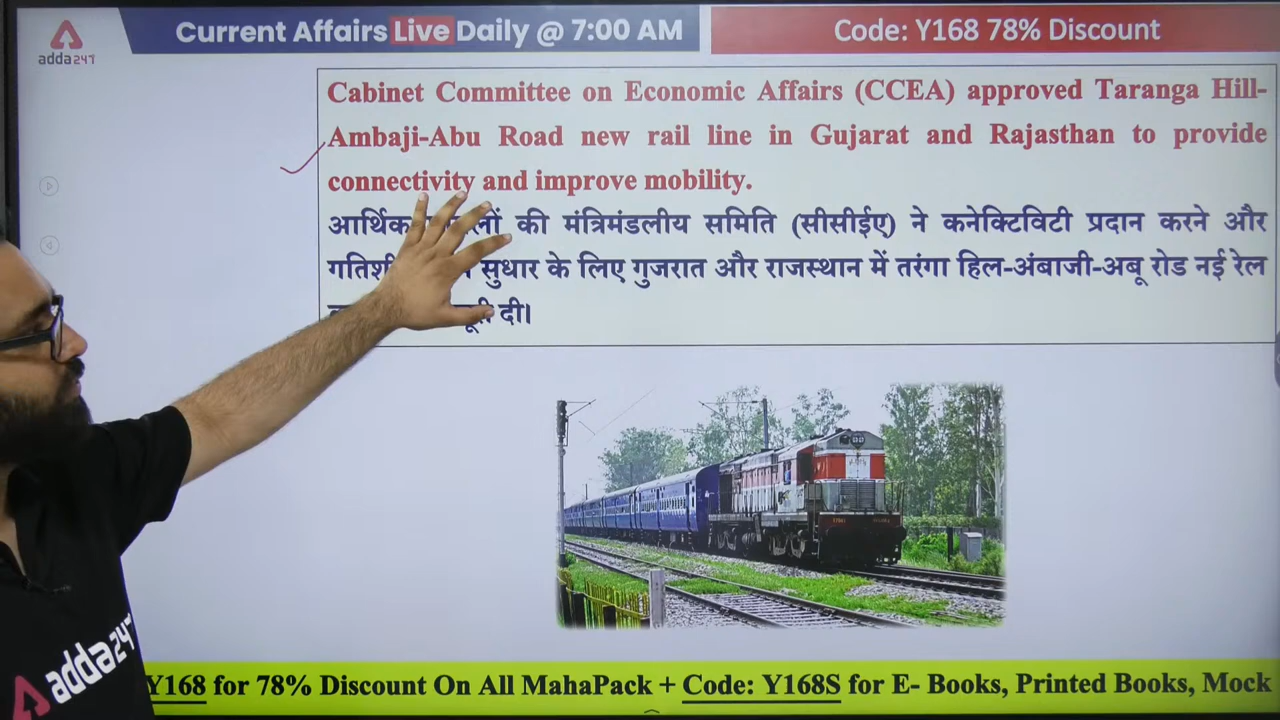 adda247
Current Affairs Live Daily @ 7:00 AM
Code: Y168 78% Discount
Cabinet Committee on Economic Affairs (CCEA) approved Taranga Hill-
Ambaji-Abu Road new rail line in Gujarat and Rajasthan to provide
connectivity and improve mobility.
आर्थिक की मंत्रिमंडलीय समिति (सीसीईए) ने कनेक्टिविटी प्रदान करने और
सुधार के लिए गुजरात और राजस्थान में तरंगा हिल-अंबाजी-अबू रोड नई रेल
दी।
adda247
Y168 for 78% Discount On All MahaPack + Code: Y168S for E- Books, Printed Books, Mock